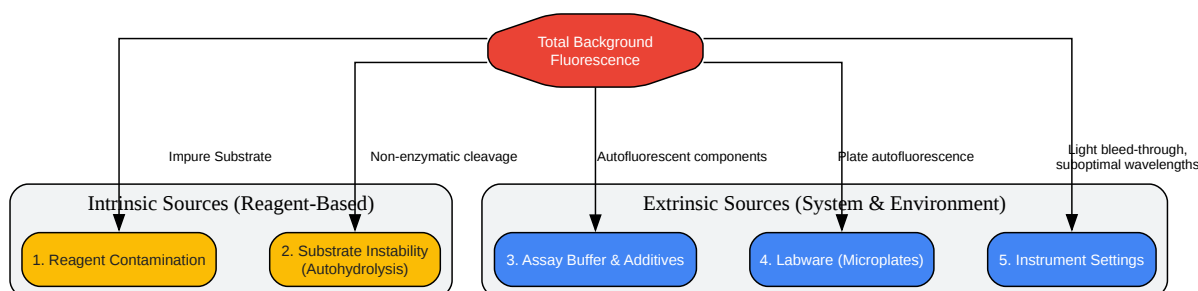 Total Background
Fluorescence
Impure Substrate
Non-enzymatic cleavage
Autofluorescent components
Plate autofluorescence
Light bleed-through,
suboptimal wavelengths
Intrinsic Sources (Reagent-Based)
Extrinsic Sources (System & Environment)
1. Reagent Contamination
2. Substrate Instability
(Autohydrolysis)
3. Assay Buffer & Additives
4. Labware (Microplates)
5. Instrument Settings